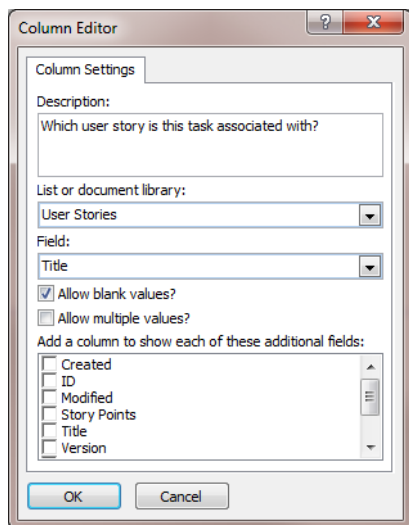 Column Editor
Column Settings
Description:
Which user story is this task associated with?
List or document library:
User Stories
Field:
Title
Allow blank values?
Allow multiple values?
Add a column to show each of these additional fields:
Created
ID
Modified
Story Points
Title
Version
OK Cancel